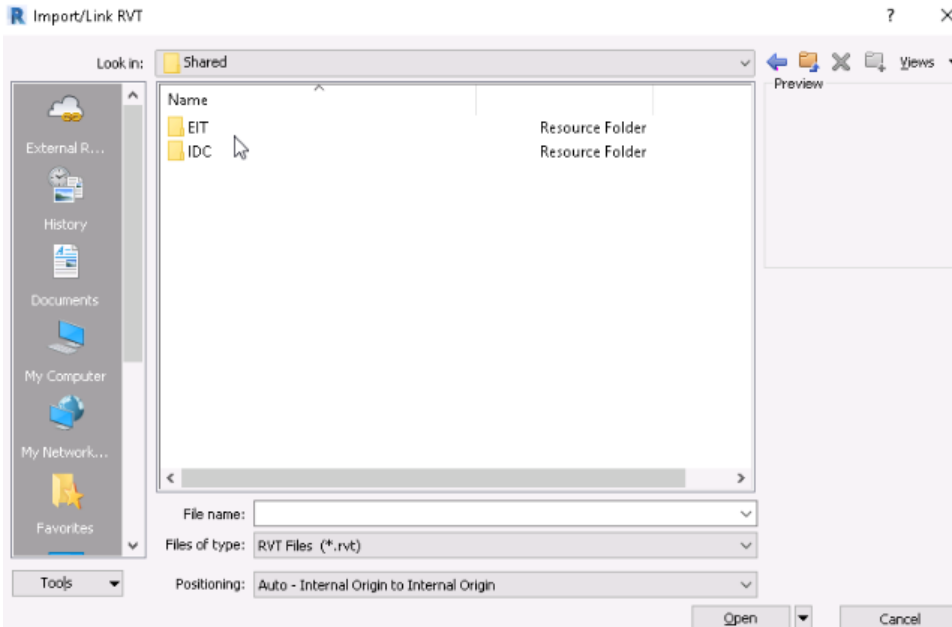 Import/Link RVT
Look in: Shared
Views
Preview
Name
EIT Resource Folder
IDC Resource Folder
External R...
History
Documents
My Computer
My Network...
Favorites
File name:
Files of type: RVT Files (*.rvt)
Tools
Positioning: Auto - Internal Origin to Internal Origin
Open
Cancel